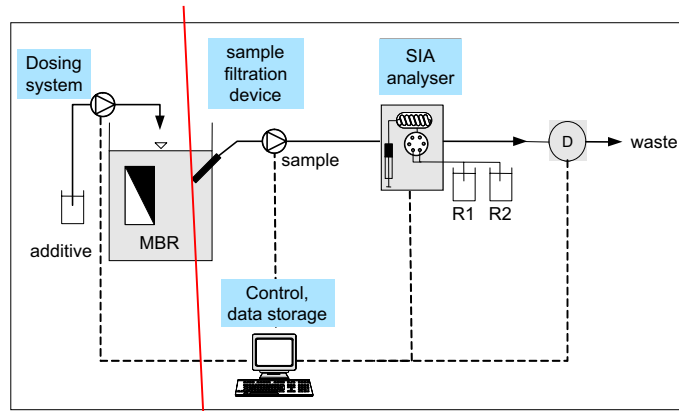 Dosing
system
sample
filtration
device
SIA
analyser
sample
D
waste
R1
R2
MBR
additive
Control,
data storage